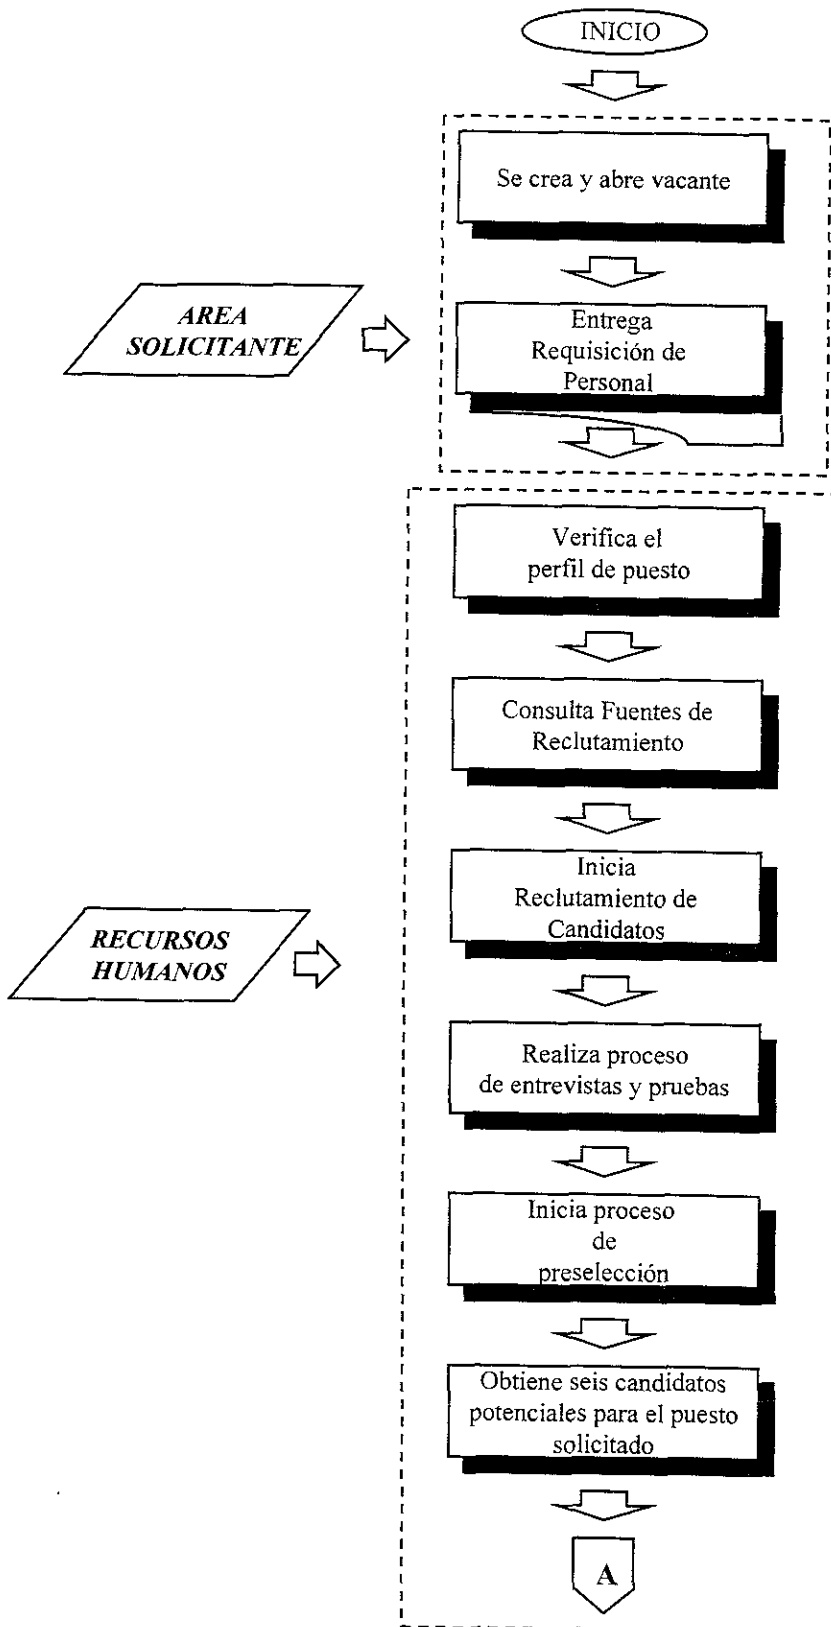 INICIO
Se crea y abre vacante
AREA
SOLICITANTE
Entrega
Requisición de
Personal
Verifica el
perfil de puesto
Consulta Fuentes de
Reclutamiento
Inicia
Reclutamiento de
Candidatos
RECURSOS
HUMANOS
Realiza proceso
de entrevistas y pruebas
Inicia proceso
de
preselección
Obtiene seis candidatos
potenciales para el puesto
solicitado
A